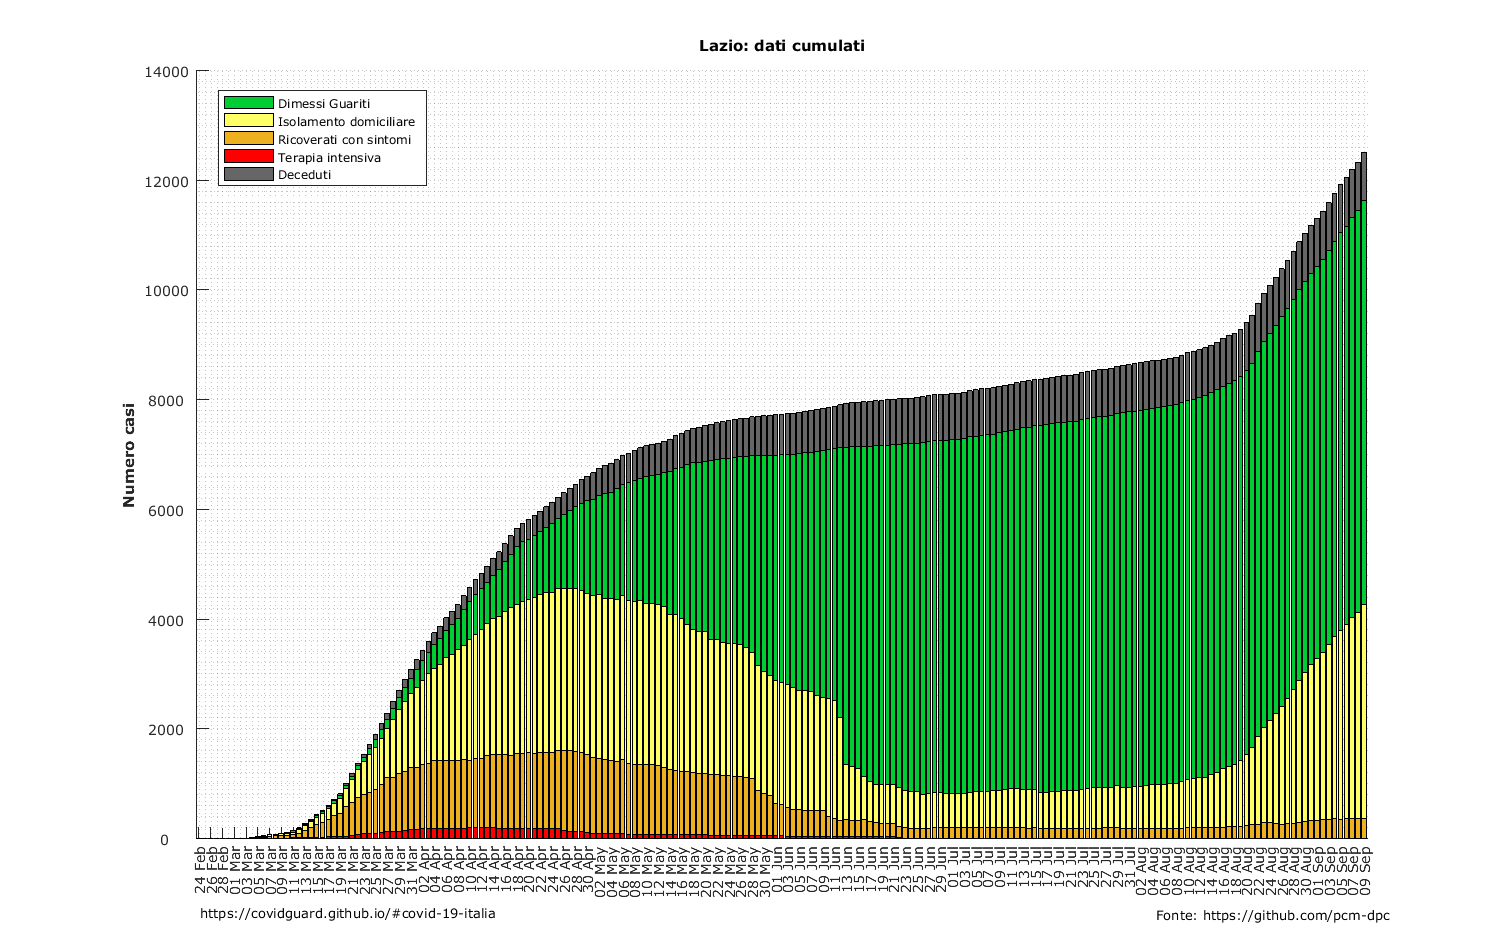 Lazio: dati cumulati
14000
12000
10000
8000
6000
4000
2000
0
Numero casi
Dimessi Guariti
Isolamento domiciliare
Ricoverati con sintomi
Terapia intensiva
Deceduti
24 Feb
26 Feb
28 Feb
01 Mar
03 Mar
05 Mar
07 Mar
09 Mar
11 Mar
13 Mar
15 Mar
17 Mar
19 Mar
21 Mar
23 Mar
25 Mar
27 Mar
29 Mar
31 Mar
02 Apr
04 Apr
06 Apr
08 Apr
10 Apr
12 Apr
14 Apr
16 Apr
18 Apr
20 Apr
22 Apr
24 Apr
26 Apr
28 Apr
30 Apr
02 May
04 May
06 May
08 May
10 May
12 May
14 May
16 May
18 May
20 May
22 May
24 May
26 May
28 May
30 May
01 Jun
03 Jun
05 Jun
07 Jun
09 Jun
11 Jun
13 Jun
15 Jun
17 Jun
19 Jun
21 Jun
23 Jun
25 Jun
27 Jun
29 Jun
01 Jul
03 Jul
05 Jul
07 Jul
09 Jul
11 Jul
13 Jul
15 Jul
17 Jul
19 Jul
21 Jul
23 Jul
25 Jul
27 Jul
29 Jul
31 Jul
02 Aug
04 Aug
06 Aug
08 Aug
10 Aug
12 Aug
14 Aug
16 Aug
18 Aug
20 Aug
22 Aug
24 Aug
26 Aug
28 Aug
30 Aug
01 Sep
03 Sep
05 Sep
07 Sep
09 Sep
https://covidguard.github.io/#covid-19-italia
Fonte: https://github.com/pcm-dpc